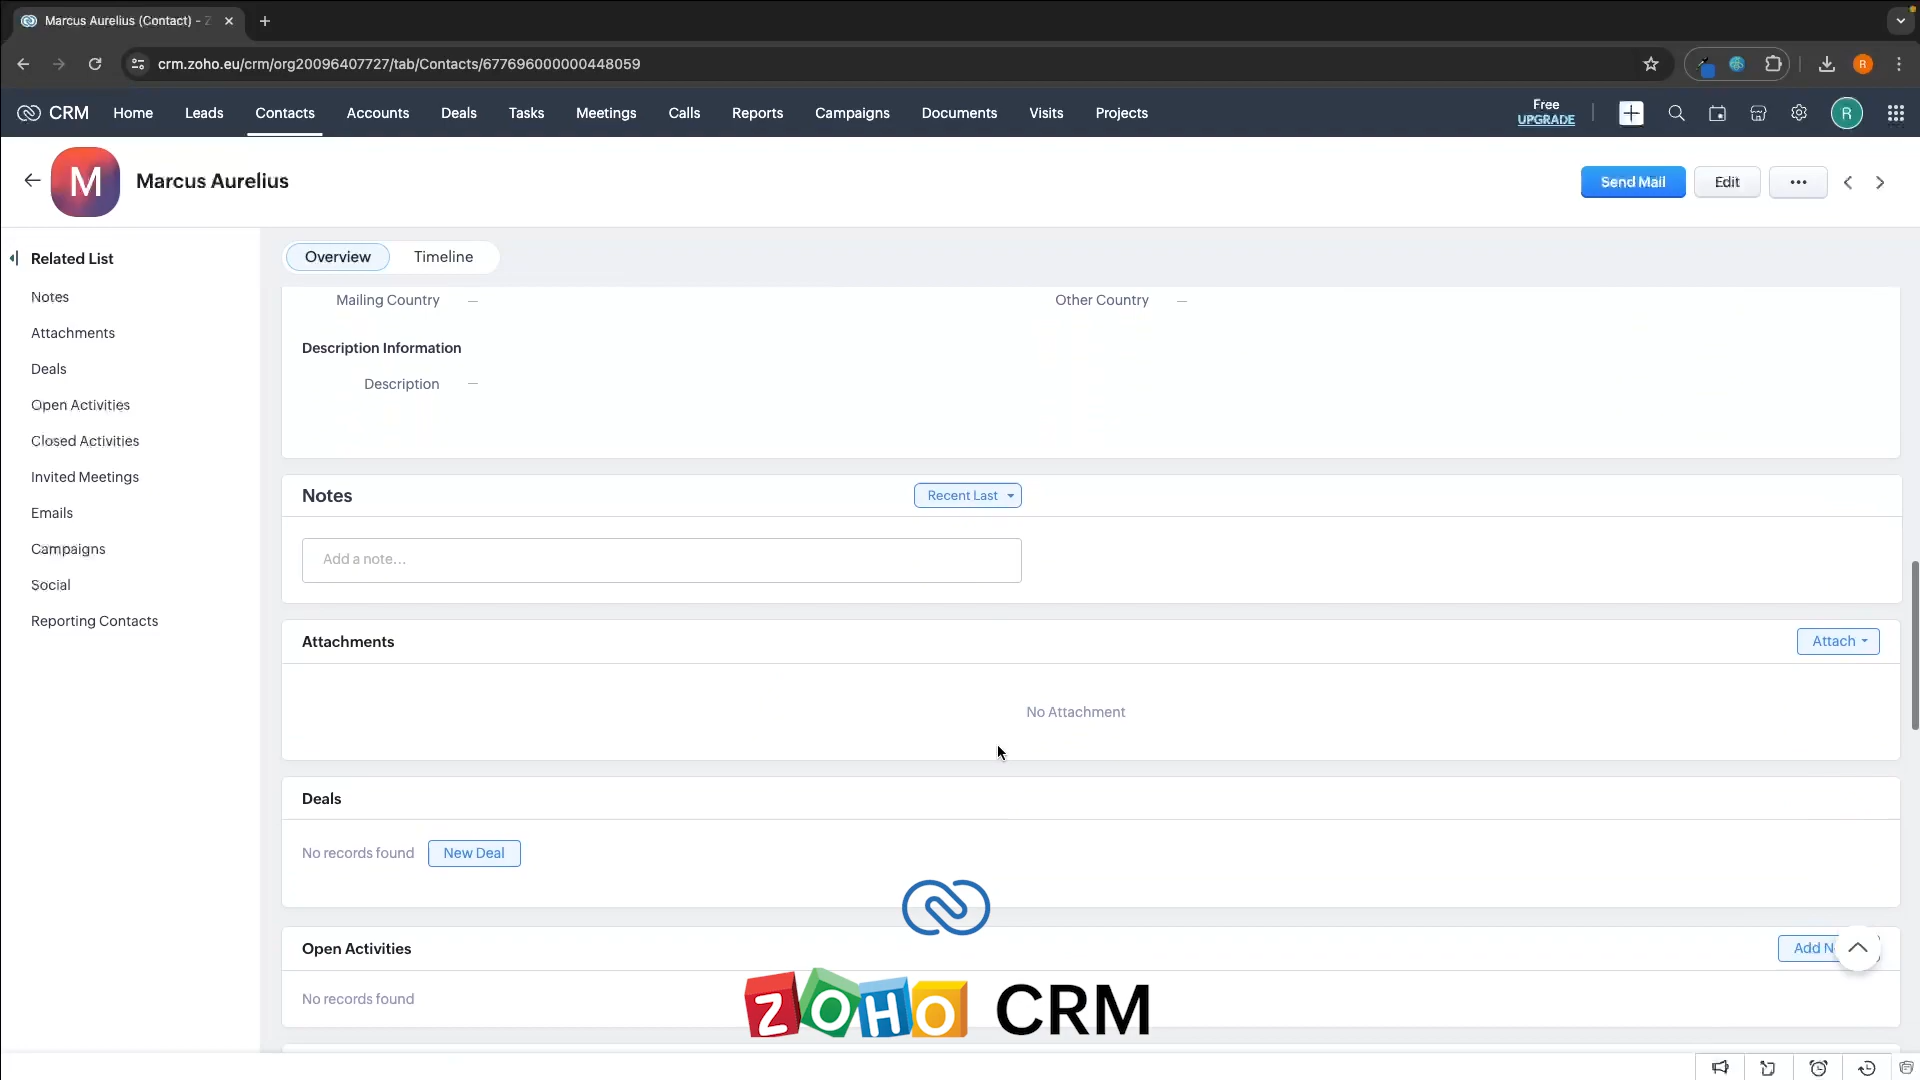 Marcus Aurelius (Contact) - Z
crm.zoho.eu/crm/org20096407727/tab/Contacts/677696000000448059
R
CRM
Home
Leads
Contacts
Accounts
Deals
Tasks
Meetings
Calls
Reports
Campaigns
Documents
Visits
Projects
Free
UPGRADE
R
M
Marcus Aurelius
Send Mail
Edit
Related List
Notes
Attachments
Deals
Open Activities
Closed Activities
Invited Meetings
Emails
Campaigns
Social
Reporting Contacts
Overview
Timeline
Mailing Country —
Other Country —
Description Information
Description —
Notes
Recent Last
Add a note...
Attachments
Attach
No Attachment
Deals
No records found
New Deal
Open Activities
Add N
No records found
ZOHO CRM